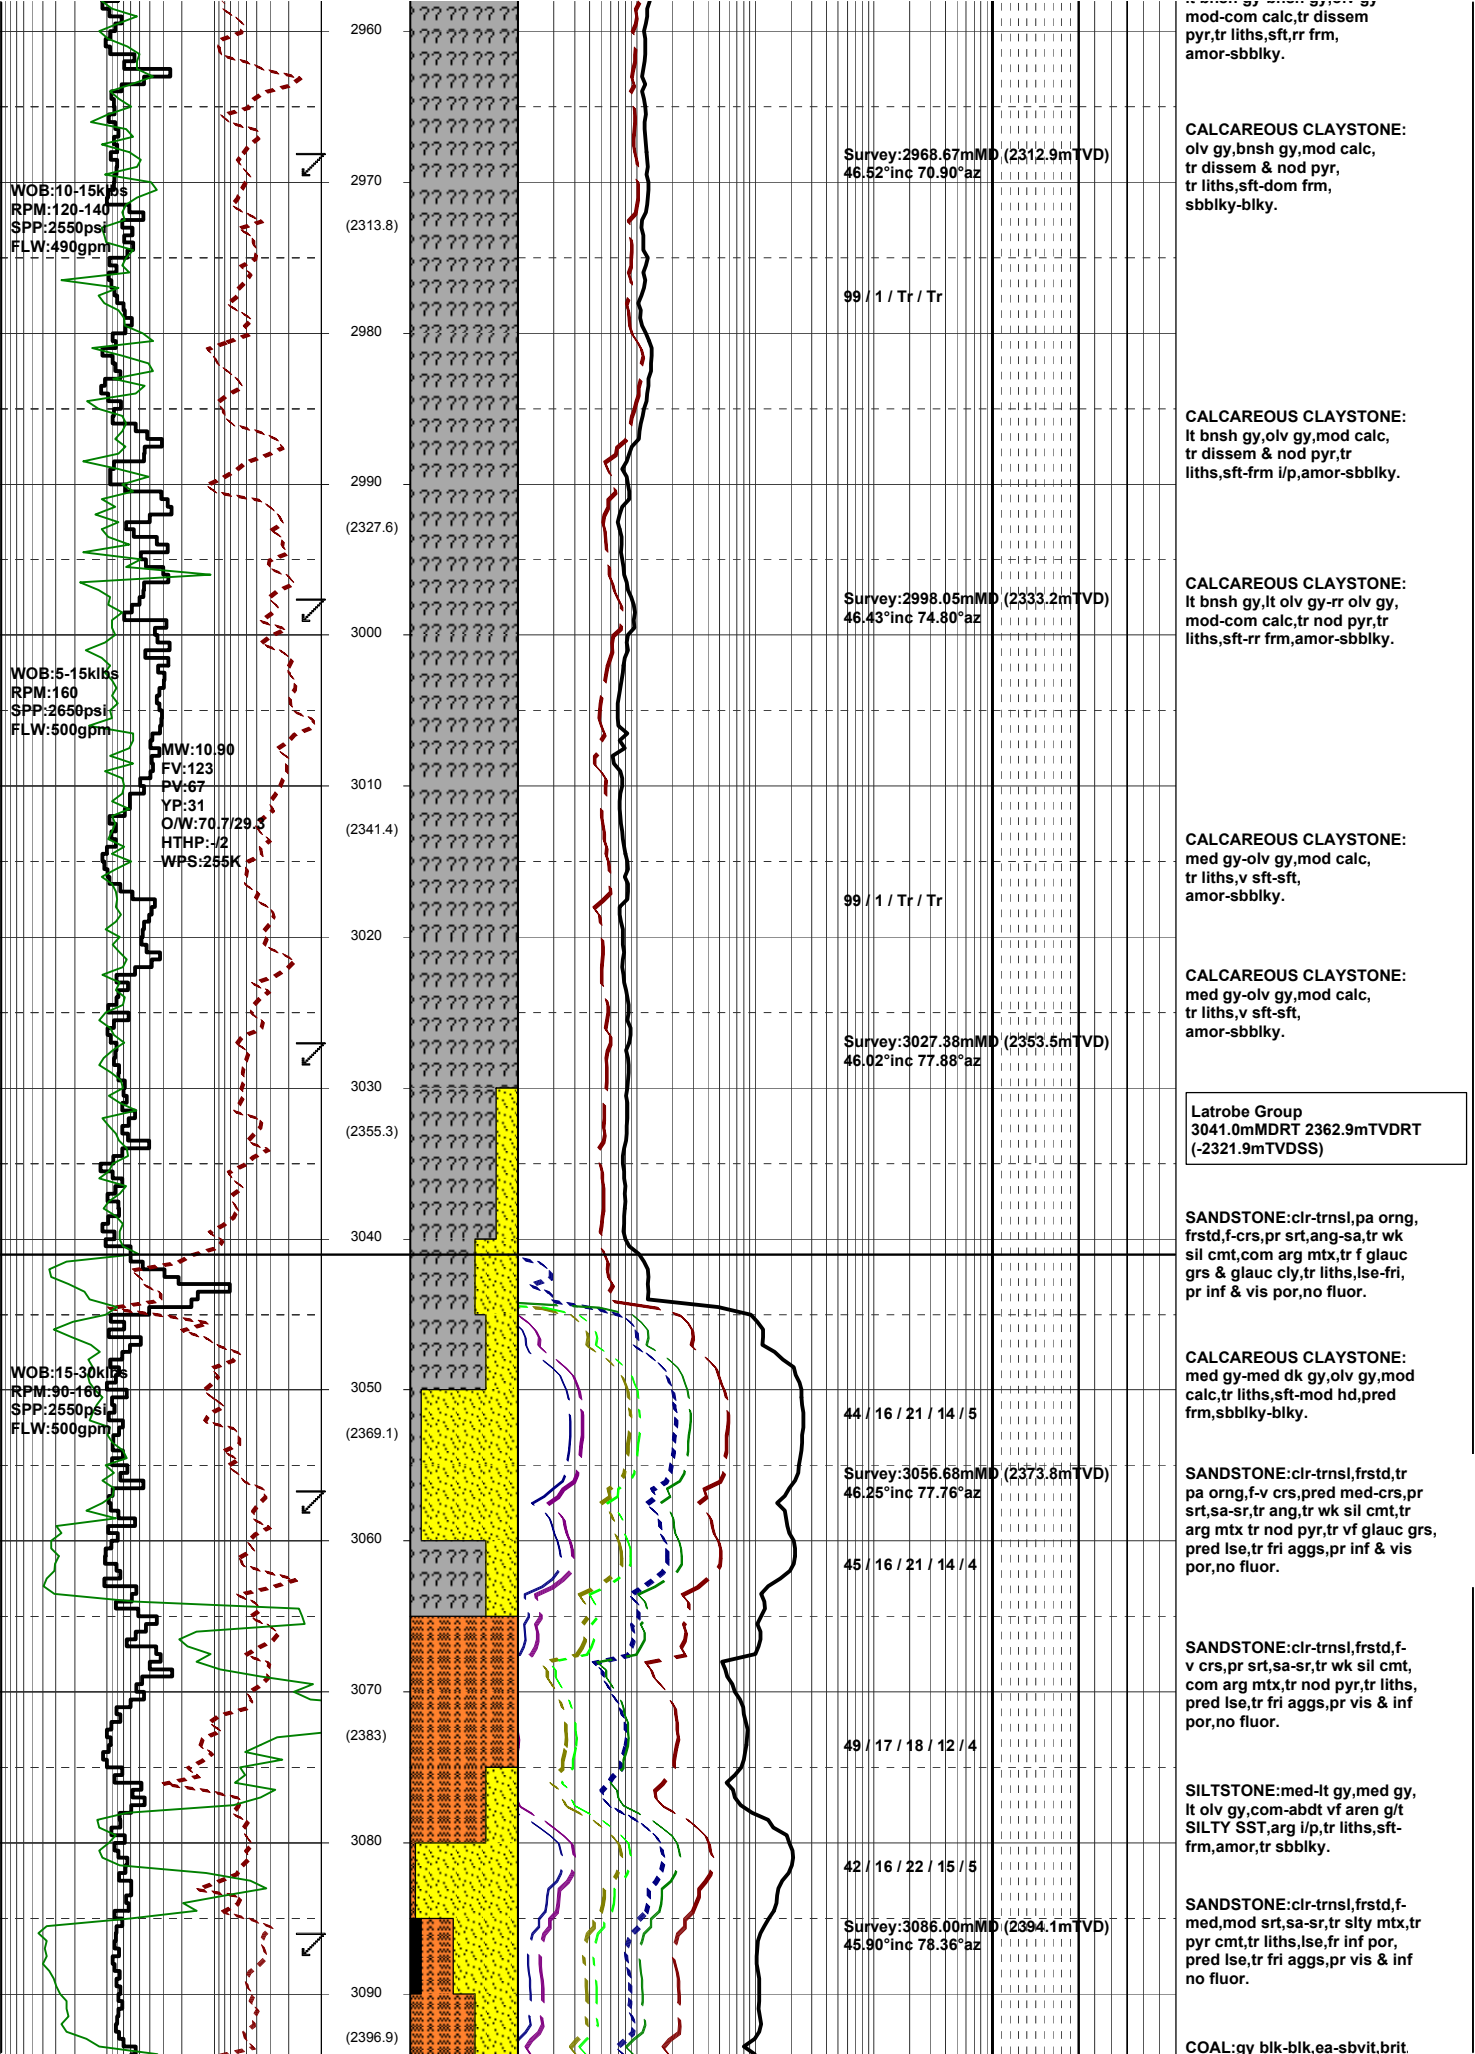 2960
mod-com calc,tr dissem
pyr,tr liths,sft,rr frm,
amor-sbblky.
CALCAREOUS CLAYSTONE:
olv gy,bnsh gy,mod calc,
tr dissem & nod pyr,
tr liths,sft-dom frm,
sbblky-blky.
Survey:2968.67mMD (2312.9mTVD)
46.52°inc 70.90°az
2970
WOB:10-15klbs
RPM:120-140
SPP:2550psi
FLW:490gpm
(2313.8)
99 / 1 / Tr / Tr
2980
CALCAREOUS CLAYSTONE:
lt bnsh gy,olv gy,mod calc,
tr dissem & nod pyr,tr
liths,sft-frm i/p,amor-sbblky.
2990
(2327.6)
CALCAREOUS CLAYSTONE:
lt bnsh gy,lt olv gy-rr olv gy,
mod-com calc,tr nod pyr,tr
liths,sft-rr frm,amor-sbblky.
Survey:2998.05mMD (2333.2mTVD)
46.43°inc 74.80°az
3000
WOB:5-15klbs
RPM:160
SPP:2650psi
FLW:500gpm
MW:10.90
FV:123
PV:67
YP:31
O/W:70.7/29.3
HTHP:-/2
WPS:255K
3010
(2341.4)
CALCAREOUS CLAYSTONE:
med gy-olv gy,mod calc,
tr liths,v sft-sft,
amor-sbblky.
99 / 1 / Tr / Tr
3020
CALCAREOUS CLAYSTONE:
med gy-olv gy,mod calc,
tr liths,v sft-sft,
amor-sbblky.
Survey:3027.38mMD (2353.5mTVD)
46.02°inc 77.88°az
3030
(2355.3)
Latrobe Group
3041.0mMDRT 2362.9mTVDRT
(-2321.9mTVDSS)
3040
SANDSTONE:clr-trnsl,pa orng,
frstd,f-crs,pr srt,ang-sa,tr wk
sil cmt,com arg mtx,tr f glauc
grs & glauc cly,tr liths,lse-fri,
pr inf & vis por,no fluor.
CALCAREOUS CLAYSTONE:
med gy-med dk gy,olv gy,mod
calc,tr liths,sft-mod hd,pred
frm,sbblky-blky.
WOB:15-30klbs
RPM:90-160
SPP:2550psi
FLW:500gpm
3050
(2369.1)
44 / 16 / 21 / 14 / 5
Survey:3056.68mMD (2373.8mTVD)
46.25°inc 77.76°az
SANDSTONE:clr-trnsl,frstd,tr
pa orng,f-v crs,pred med-crs,pr
srt,sa-sr,tr ang,tr wk sil cmt,tr
arg mtx tr nod pyr,tr vf glauc grs,
pred lse,tr fri aggs,pr inf & vis
por,no fluor.
3060
45 / 16 / 21 / 14 / 4
SANDSTONE:clr-trnsl,frstd,f-
v crs,pr srt,sa-sr,tr wk sil cmt,
com arg mtx,tr nod pyr,tr liths,
pred lse,tr fri aggs,pr vis & inf
por,no fluor.
3070
(2383)
49 / 17 / 18 / 12 / 4
SILTSTONE:med-lt gy,med gy,
lt olv gy,com-abdt vf aren g/t
SILTY SST,arg i/p,tr liths,sft-
frm,amor,tr sbblky.
3080
42 / 16 / 22 / 15 / 5
SANDSTONE:clr-trnsl,frstd,f-
med,mod srt,sa-sr,tr slty mtx,tr
pyr cmt,tr liths,lse,fr inf por,
pred lse,tr fri aggs,pr vis & inf
no fluor.
Survey:3086.00mMD (2394.1mTVD)
45.90°inc 78.36°az
3090
(2396.9)
COAL:gy blk-blk,ea-sbvit,brit,